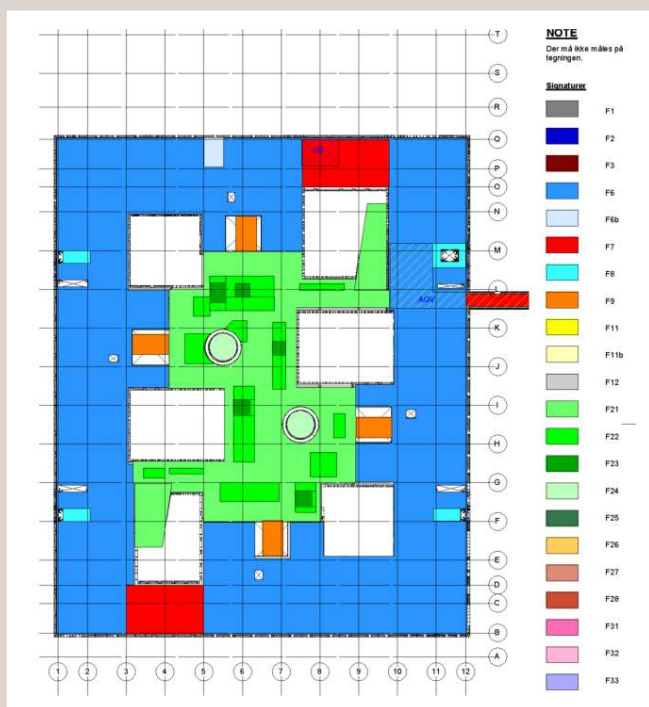 NOTE
Der må ikke måles på
tegningen.
Signaturer
F1
F2
F3
F6
F6b
F7
F8
F9
F11
F11b
F12
F21
F22
F23
F24
F25
F26
F27
F28
F31
F32
F33
T
S
R
Q
P
O
N
M
L
K
J
I
H
G
F
E
D
C
B
A
UB
AGV
1 2 3 4 5 6 7 8 9 10 11 12